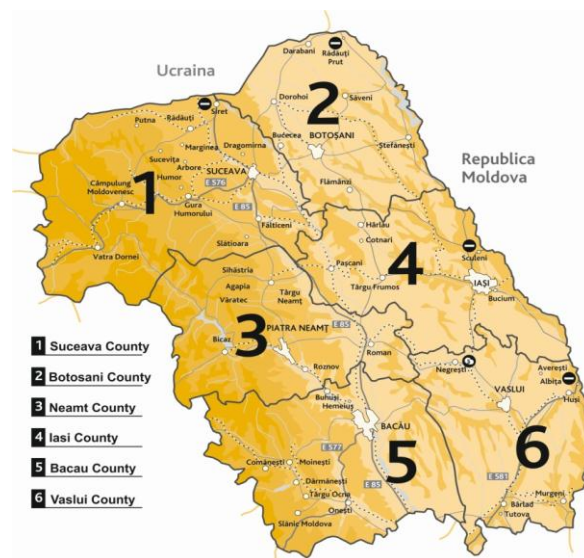 Darabani
Rădăuți
Prut
Ucraina
Dorohoi
2
Săveni
Siret
Putna
Rădăuți
Bucecea
BOTOȘANI
Ștefănești
Marginea
Dragomirna
Republica
Moldova
Sucevița
Arbore
Humor
SUCEAVA
Flămânzi
1
Câmpulung
Moldovenesc
E 576
Gura
Humorului
E 85
Fălticeni
Hârlau
Cotnari
Sculeni
Slătioara
Vatra Dornei
4
Pașcani
IAȘI
Sihăstria
Agapia
Văratec
Târgu
Neamț
Târgu Frumos
Bucium
3
PIATRA NEAMȚ
E 85
Bicaz
Roman
Negrești
Averești
Albița
Huși
Roznov
VASLUI
Buhuși
Hemeiuș
BACĂU
5
6
E 577
Comănești
Moinești
E 85
E 581
Dărmănești
Târgu Ocna
Murgeni
Bârlad
Tutova
Slănic Moldova
Onești
1 Suceava County
2 Botosani County
3 Neamt County
4 Iasi County
5 Bacau County
6 Vaslui County